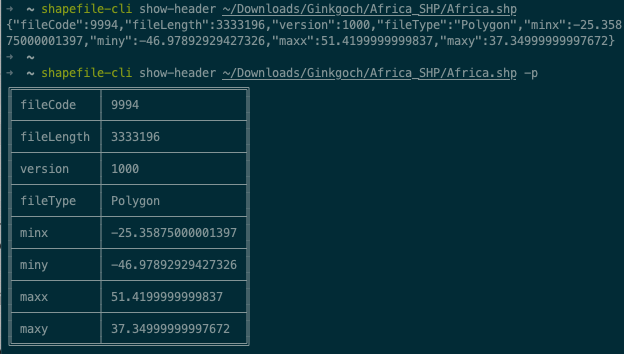 ➜  ~ shapefile-cli show-header ~/Downloads/Ginkgoch/Africa_SHP/Africa.shp
{"fileCode":9994,"fileLength":3333196,"version":1000,"fileType":"Polygon","minx":-25.358
75000001397,"miny":-46.97892929427326,"maxx":51.4199999999837,"maxy":37.34999999997672}
➜  ~
➜  ~ shapefile-cli show-header ~/Downloads/Ginkgoch/Africa_SHP/Africa.shp -p
fileCode 9994
fileLength 3333196
version 1000
fileType Polygon
minx -25.35875000001397
miny -46.97892929427326
maxx 51.4199999999837
maxy 37.34999999997672